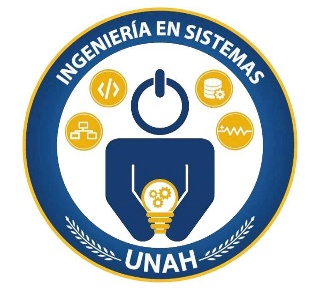 INGENIERÍA EN SISTEMAS
</>
UNAH